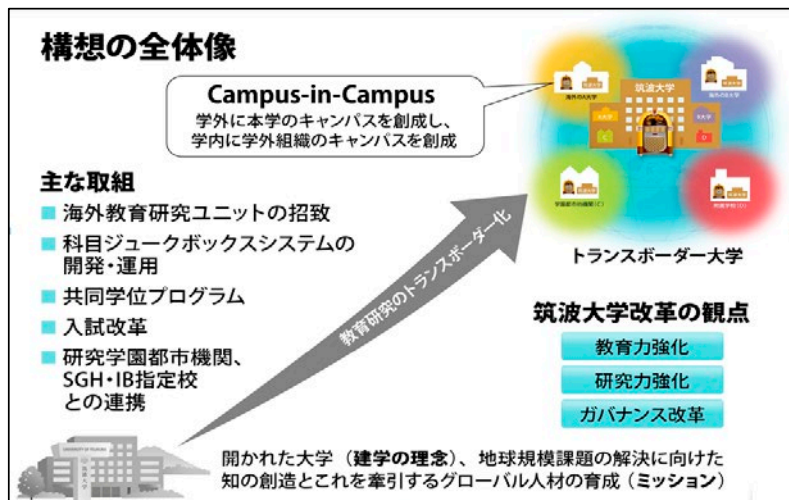 構想の全体像
Campus-in-Campus
学外に本学のキャンパスを創成し、
学内に学外組織のキャンパスを創成
主な取組
海外教育研究ユニットの招致
科目ジュークボックスシステムの
開発・運用
共同学位プログラム
入試改革
研究学園都市機関、
SGH・IB指定校
との連携
教育研究のトランスボーダー化
筑波大学
トランスボーダー大学
筑波大学改革の観点
教育力強化
研究力強化
ガバナンス改革
開かれた大学（建学の理念）、地球規模課題の解決に向けた
知の創造とこれを牽引するグローバル人材の育成（ミッション）